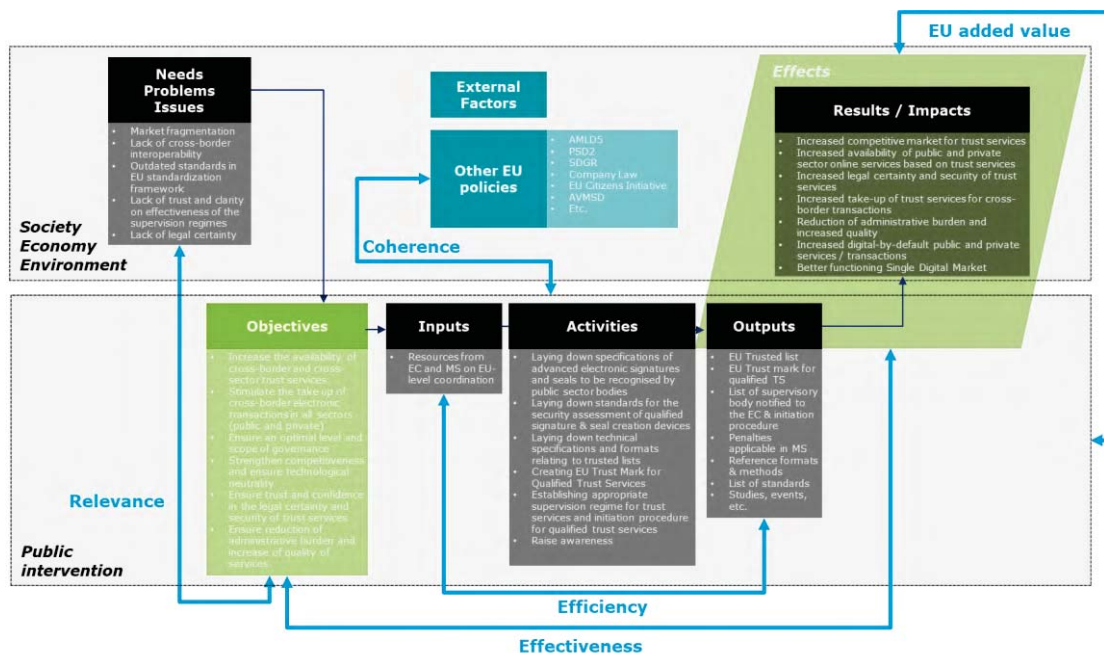 EU added value
Effects
Needs
Problems
Issues
• Market fragmentation
• Lack of cross-border
interoperability
• Outdated standards in
EU standardization
framework
• Lack of trust and clarity
on effectiveness of the
supervision regimes
• Lack of legal certainty
External
Factors
Other EU
policies
• AMLD5
• PSD2
• SDGR
• Company Law
• EU Citizens Initiative
• AVMSD
• Etc.
Results / Impacts
• Increased competitive market for trust services
• Increased availability of public and private
sector online services based on trust services
• Increased legal certainty and security of trust
services
• Increased take-up of trust services for cross-
border transactions
• Reduction of administrative burden and
increased quality
• Increased digital-by-default public and private
services / transactions
• Better functioning Single Digital Market
Society
Economy
Environment
Coherence
Objectives
• Increase the availability of
cross-border and cross-
sector trust services
• Stimulate the take up of
cross-border electronic
transactions in all sectors
(public and private)
• Ensure an optimal level and
scope of governance
• Strengthen competitiveness
and ensure technological
neutrality
• Ensure trust and confidence
in the legal certainty and
security of trust services
• Ensure reduction of
administrative burden and
increase of quality of
services
Inputs
• Resources from
EC and MS on EU-
level coordination
Activities
• Laying down specifications of
advanced electronic signatures
and seals to be recognised by
public sector bodies
• Laying down standards for the
security assessment of qualified
signature & seal creation devices
• Laying down technical
specifications and formats
relating to trusted lists
• Creating EU Trust Mark for
Qualified Trust Services
• Establishing appropriate
supervision regime for trust
services and initiation procedure
for qualified trust services
• Raise awareness
Outputs
• EU Trusted list
• EU Trust mark for
qualified TS
• List of supervisory
body notified to
the EC & initiation
procedure
• Penalties
applicable in MS
• Reference formats
& methods
• List of standards
• Studies, events,
etc.
Relevance
Public
intervention
Efficiency
Effectiveness